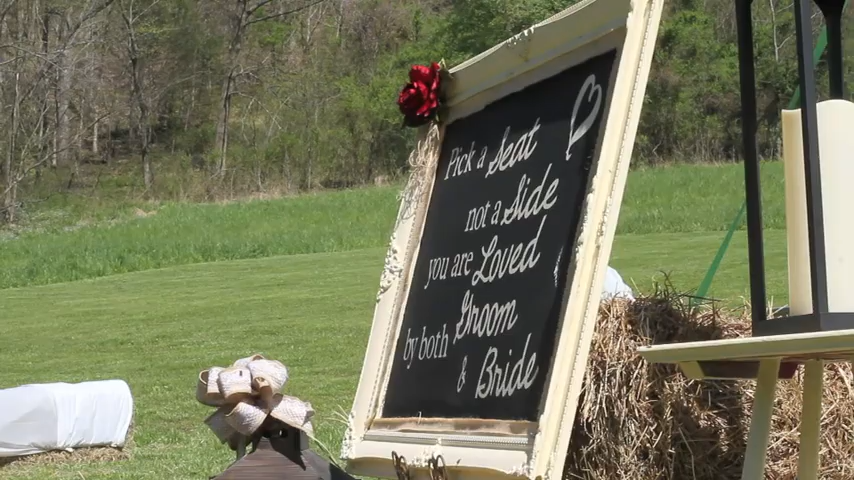 Pick a Seat
not a Side
you are Loved
by both Groom
& Bride